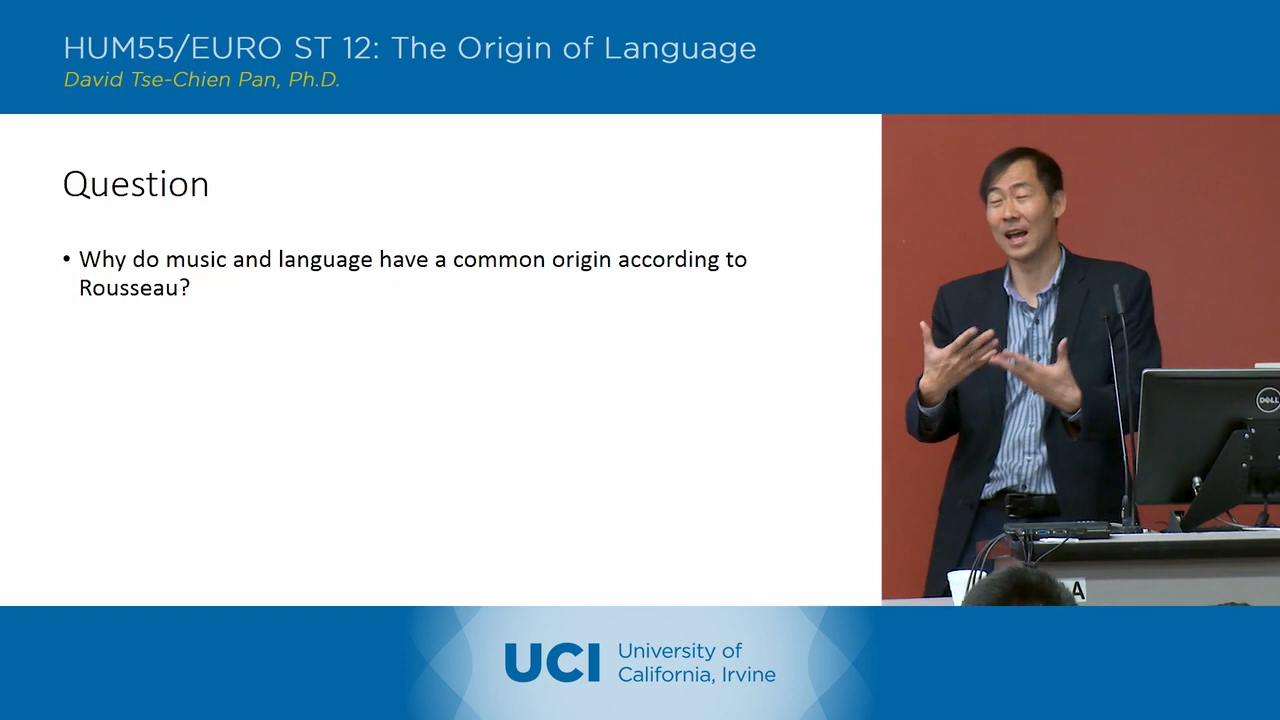 HUM55/EURO ST 12: The Origin of Language
David Tse-Chien Pan, Ph.D.
Question
• Why do music and language have a common origin according to
Rousseau?
DELL
A
UCI University of
California, Irvine